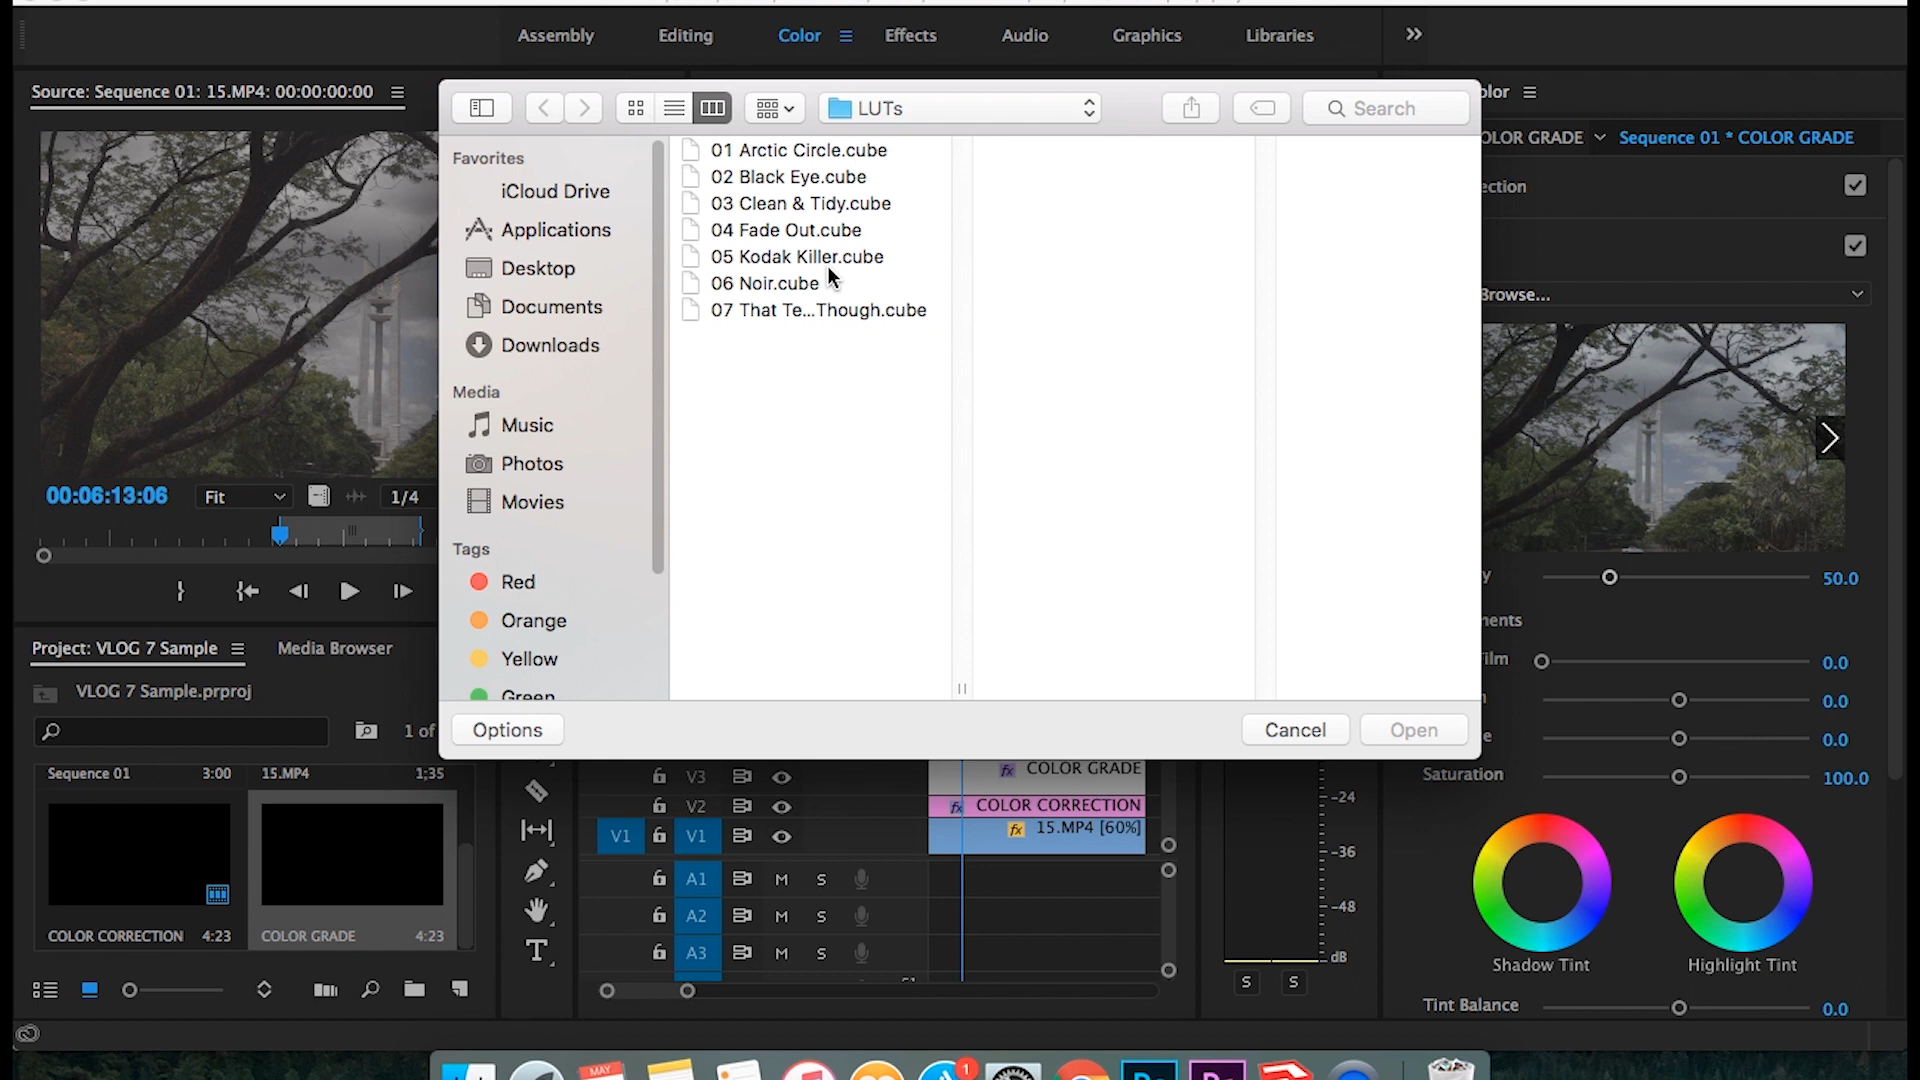 Assembly
Editing
Color
Effects
Audio
Graphics
Libraries
Source: Sequence 01: 15.MP4: 00:00:00:00
LUTs
Search
olor
OLOR GRADE
Sequence 01 * COLOR GRADE
Favorites
iCloud Drive
Applications
Desktop
Documents
Downloads
Media
Music
Photos
Movies
Tags
Red
Orange
Yellow
Green
01 Arctic Circle.cube
02 Black Eye.cube
03 Clean & Tidy.cube
04 Fade Out.cube
05 Kodak Killer.cube
06 Noir.cube
07 That Te...Though.cube
Options
Cancel
Open
ection
Browse...
y
50.0
nents
ilm
0.0
0.0
e
0.0
Saturation
100.0
Shadow Tint
Highlight Tint
Tint Balance
0.0
00:06:13:06
Fit
1/4
Project: VLOG 7 Sample
Media Browser
VLOG 7 Sample.prproj
1 of
Sequence 01
3:00
15.MP4
1;35
COLOR CORRECTION
4:23
COLOR GRADE
4:23
V3
fx COLOR GRADE
V2
fx COLOR CORRECTION
V1
V1
fx 15.MP4 [60%]
A1
M
S
A2
M
S
A3
M
S
-24
-36
-48
dB
S
S
T
MAY
1